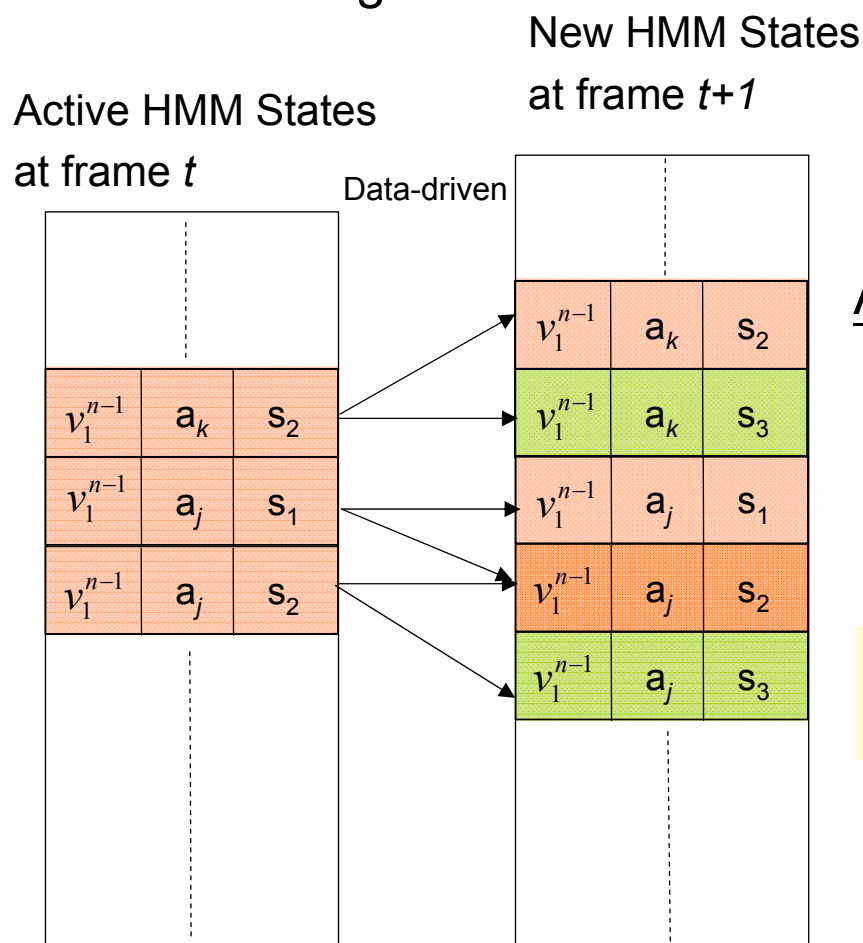 g
New HMM States
at frame t+1
Active HMM States
at frame t
Data-driven
v₁ⁿ⁻¹ aₖ s₂
v₁ⁿ⁻¹ aⱼ s₁
v₁ⁿ⁻¹ aⱼ s₂
v₁ⁿ⁻¹ aₖ s₂
v₁ⁿ⁻¹ aₖ s₃
v₁ⁿ⁻¹ aⱼ s₁
v₁ⁿ⁻¹ aⱼ s₂
v₁ⁿ⁻¹ aⱼ s₃
A